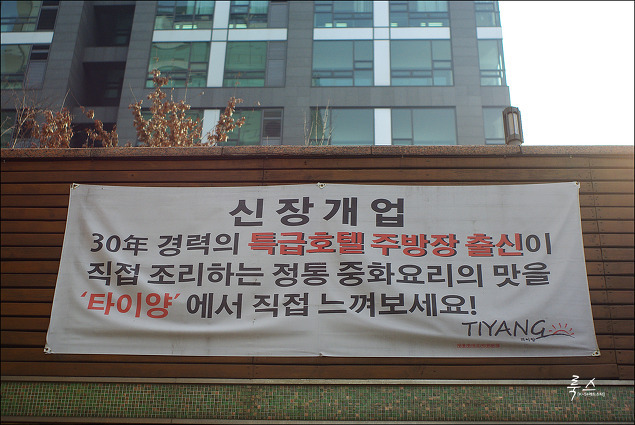 신장개업
30年 경력의 특급호텔 주방장 출신이
직접 조리하는 정통 중화요리의 맛을
'타이양' 에서 직접 느껴보세요!
TIYANG
룩스